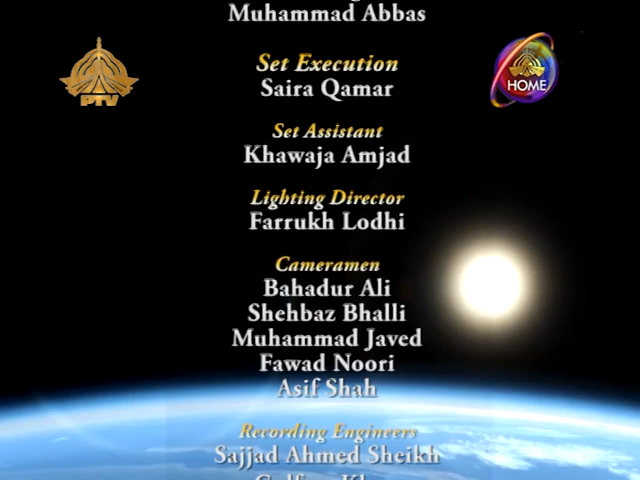 Muhammad Abbas
PTV
HOME
Set Execution
Saira Qamar
Set Assistant
Khawaja Amjad
Lighting Director
Farrukh Lodhi
Cameramen
Bahadur Ali
Shehbaz Bhalli
Muhammad Javed
Fawad Noori
Asif Shah
Recording Engineers
Sajjad Ahmed Sheikh